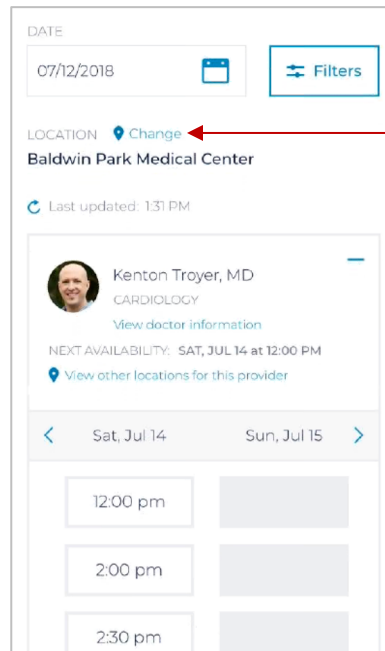 DATE
07/12/2018 Filters
LOCATION Change
Baldwin Park Medical Center
Last updated: 1:31 PM
Kenton Troyer, MD
CARDIOLOGY
View doctor information
NEXT AVAILABILITY: SAT, JUL 14 at 12:00 PM
View other locations for this provider
Sat, Jul 14 Sun, Jul 15
12:00 pm
2:00 pm
2:30 pm